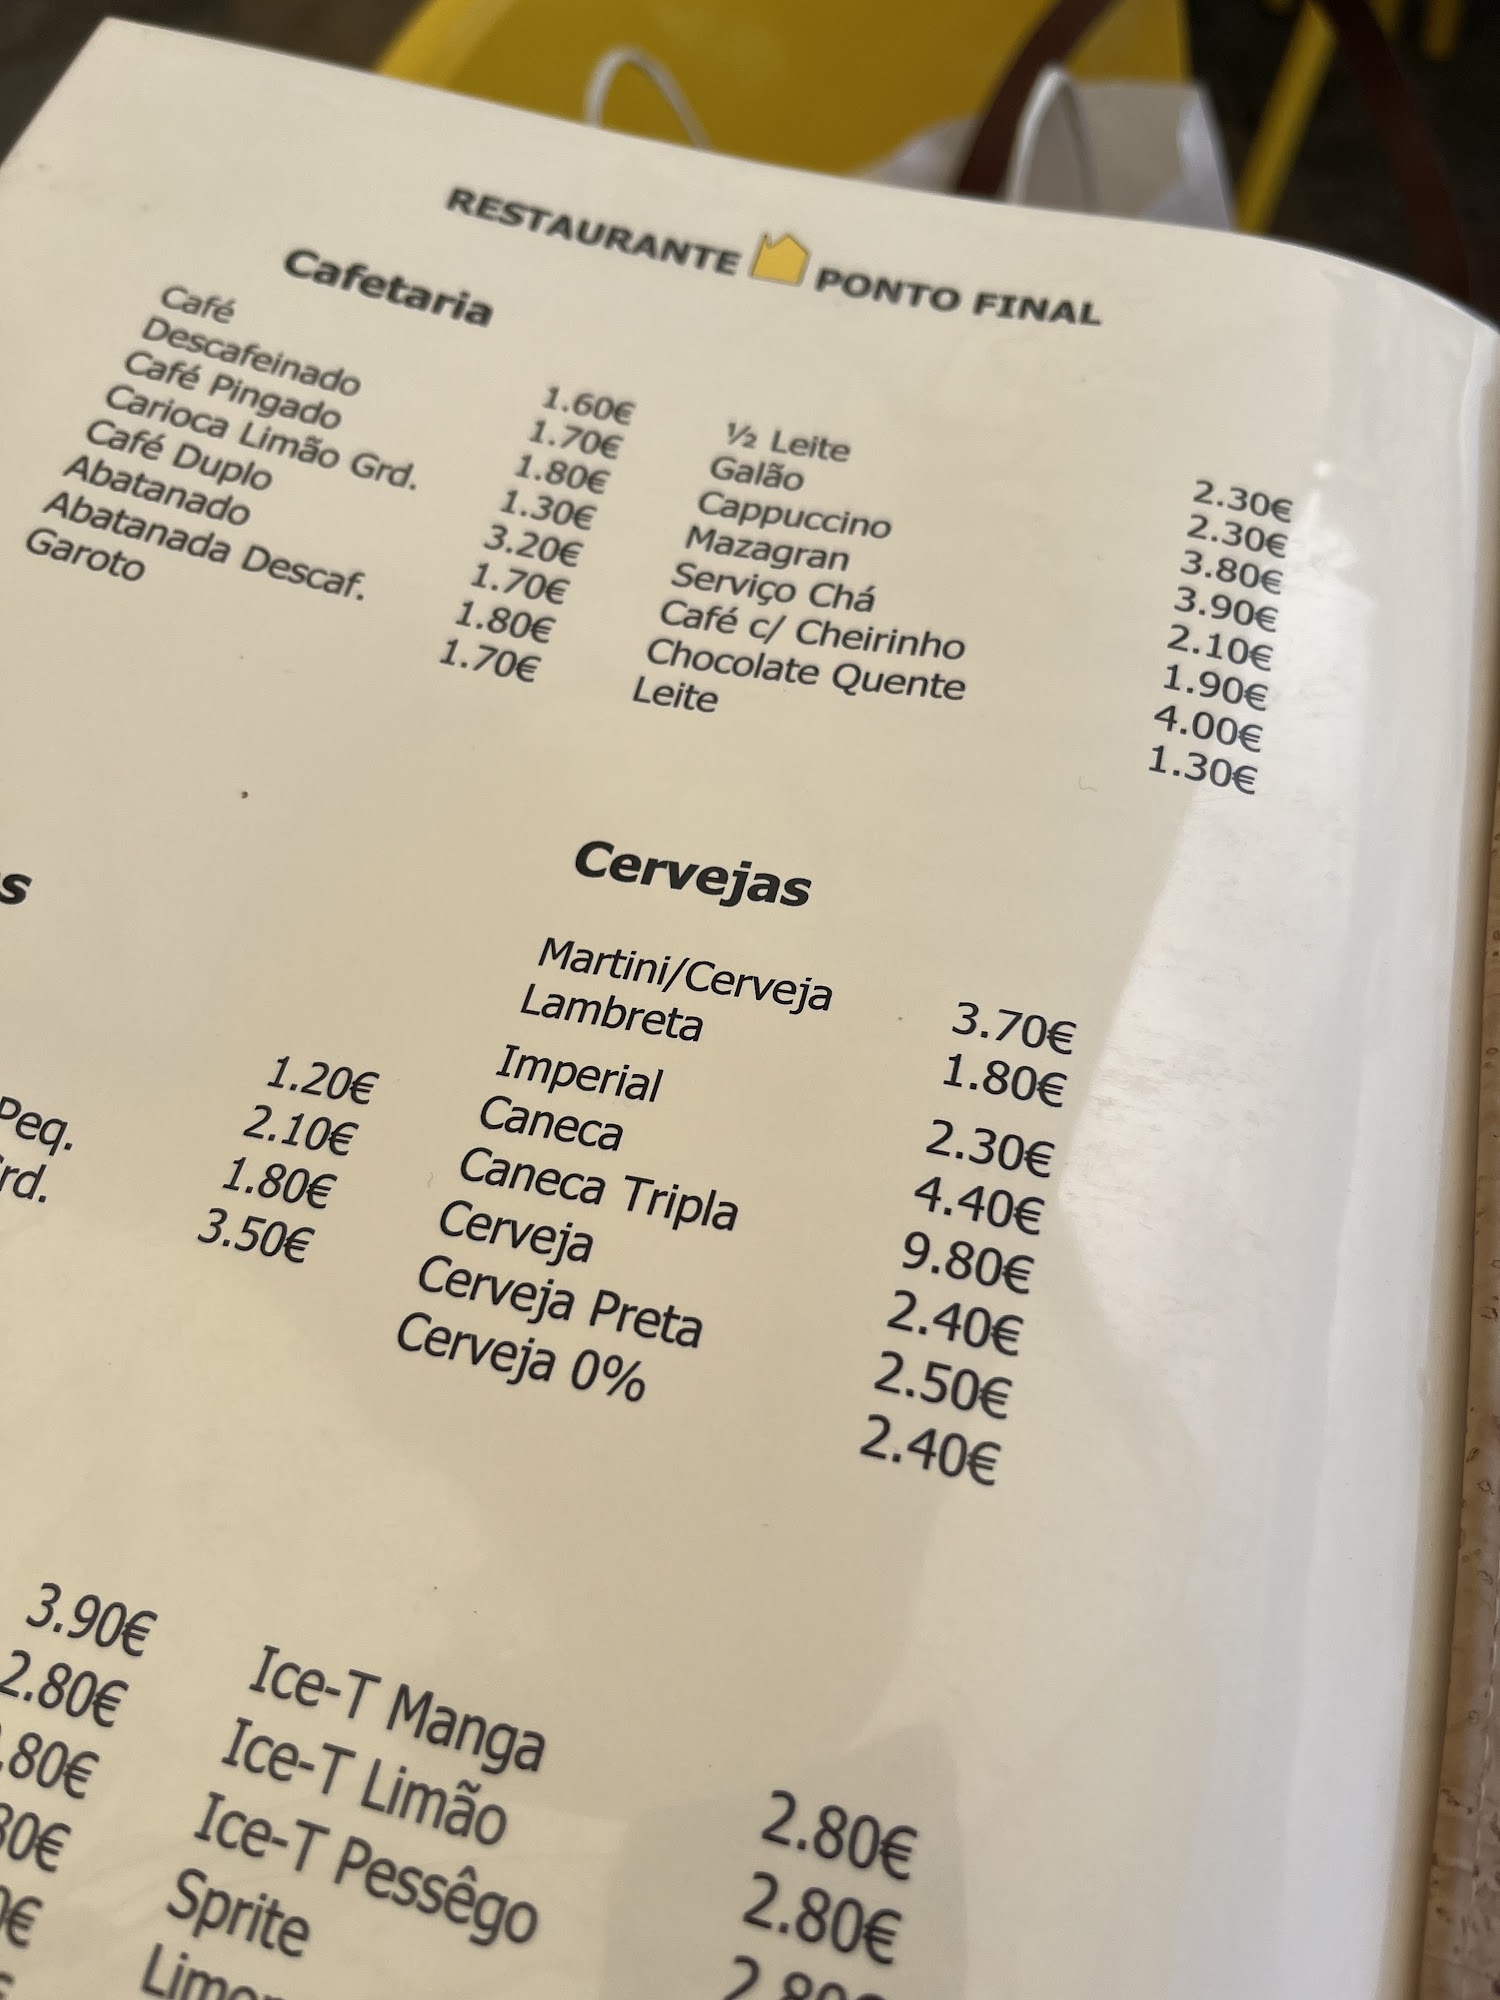 RESTAURANTE PONTO FINAL
Cafetaria
Café 1.60€
Descafeinado 1.70€
Café Pingado 1.80€
Carioca Limão Grd. 1.30€
Café Duplo 3.20€
Abatanado 1.70€
Abatanada Descaf. 1.80€
Garoto 1.70€
½ Leite 2.30€
Galão 2.30€
Cappuccino 3.80€
Mazagran 3.90€
Serviço Chá 2.10€
Café c/ Cheirinho 1.90€
Chocolate Quente 4.00€
Leite 1.30€
s
1.20€
Peq. 2.10€
rd. 1.80€
3.50€
Cervejas
Martini/Cerveja 3.70€
Lambreta 1.80€
Imperial 2.30€
Caneca 4.40€
Caneca Tripla 9.80€
Cerveja 2.40€
Cerveja Preta 2.50€
Cerveja 0% 2.40€
3.90€
2.80€
.80€
80€
0€
Ice-T Manga 2.80€
Ice-T Limão 2.80€
Ice-T Pessêgo 2.80
Sprite